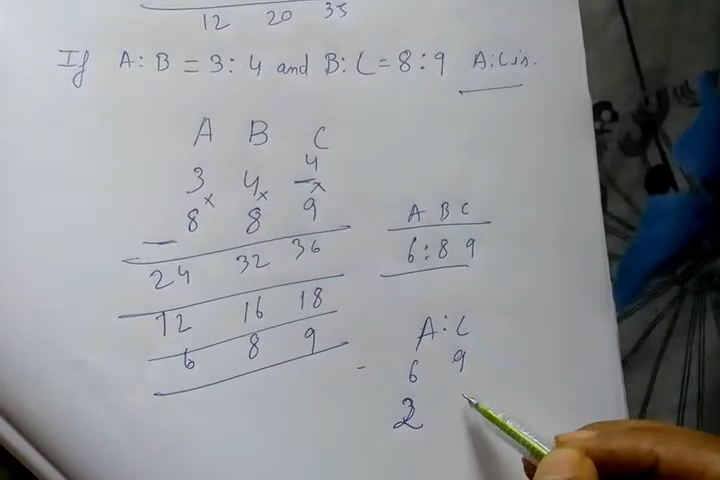 12 20 35
If A : B = 3 : 4 and B : C = 8 : 9 A : C is.
A B C
4
3 x 4 x x
8 8 9
24 32 36
12 16 18
6 8 9
A B C
6 : 8 9
A : C
6 9
2